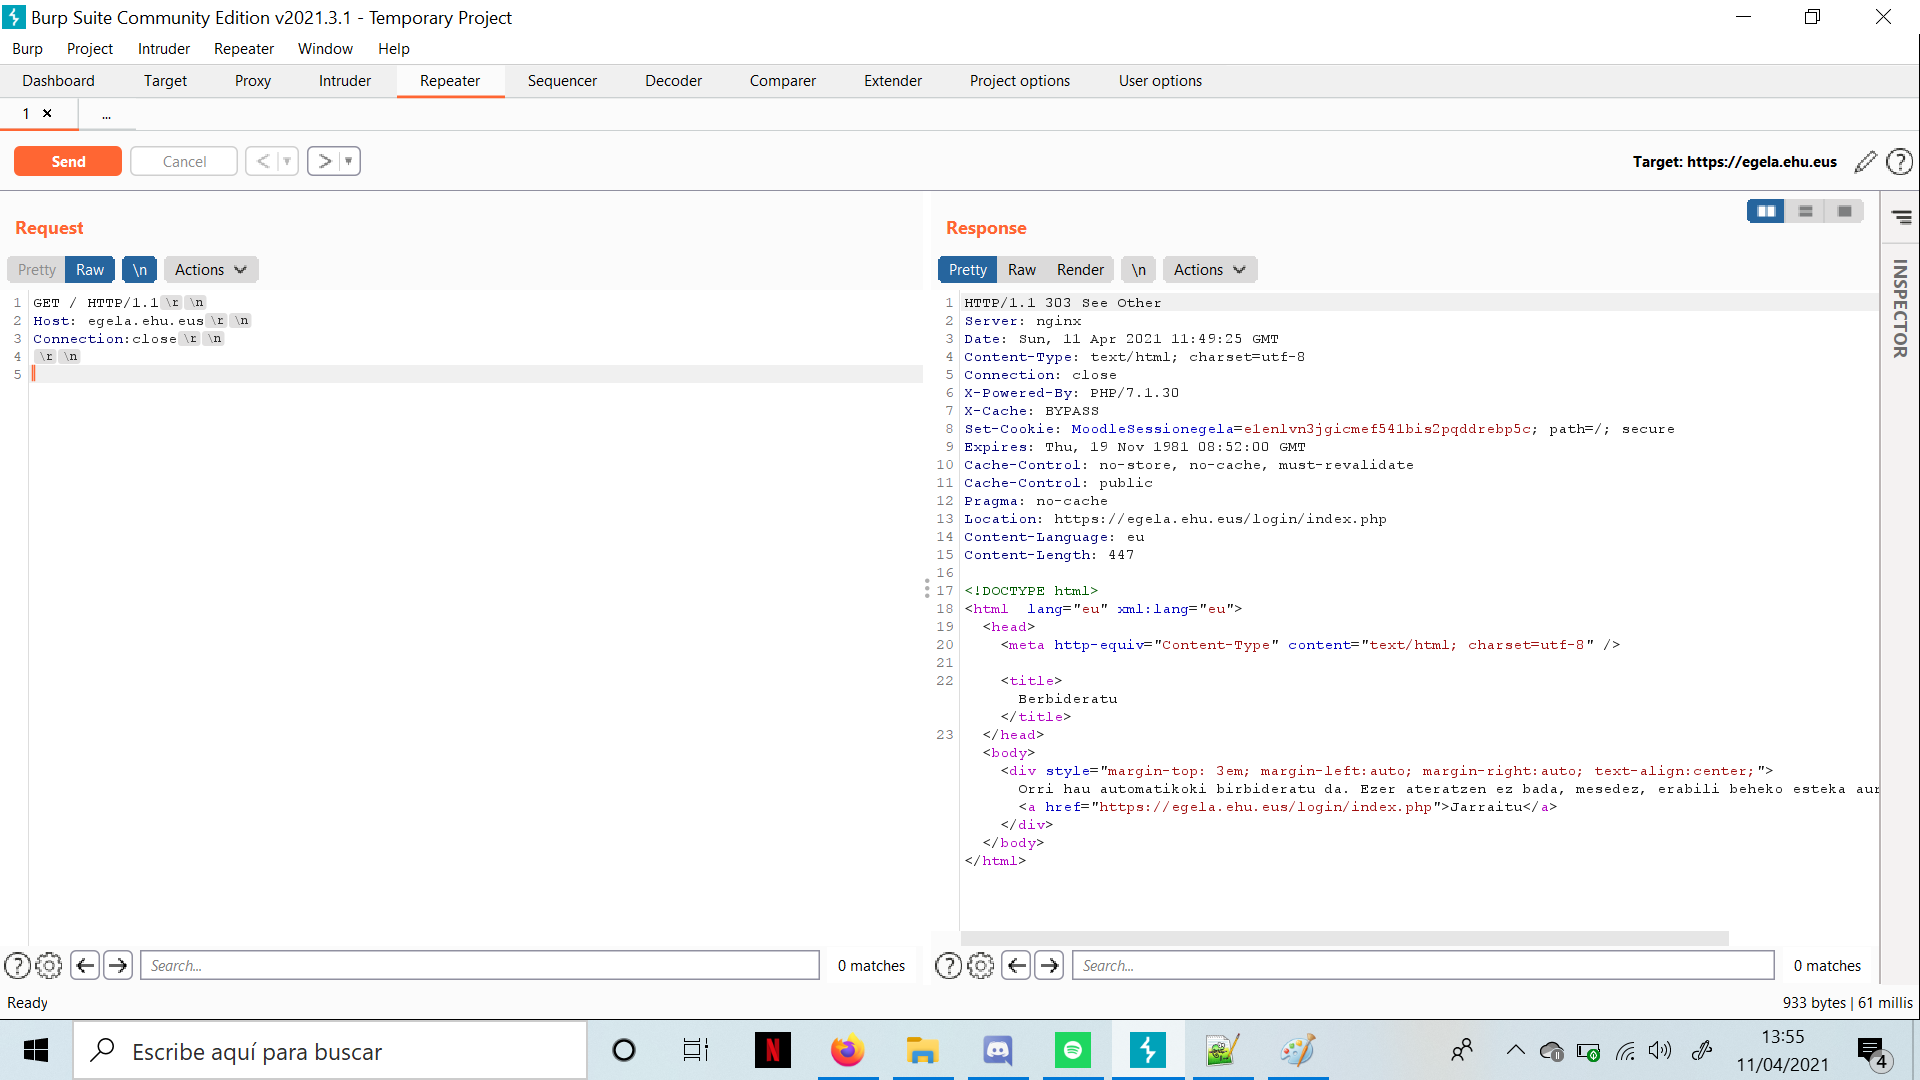 Burp Suite Community Edition v2021.3.1 - Temporary Project
Burp Project Intruder Repeater Window Help
Dashboard Target Proxy Intruder Repeater Sequencer Decoder Comparer Extender Project options User options
1 × ...
Send Cancel < > Target: https://egela.ehu.eus
Request
Pretty Raw \n Actions
1 GET / HTTP/1.1 \r \n
2 Host: egela.ehu.eus \r \n
3 Connection:close \r \n
4 \r \n
5
Search... 0 matches
Response
Pretty Raw Render \n Actions
INSPECTOR
1 HTTP/1.1 303 See Other
2 Server: nginx
3 Date: Sun, 11 Apr 2021 11:49:25 GMT
4 Content-Type: text/html; charset=utf-8
5 Connection: close
6 X-Powered-By: PHP/7.1.30
7 X-Cache: BYPASS
8 Set-Cookie: MoodleSessionegela=elenlvn3jgicmef54lbis2pqddrebp5c; path=/; secure
9 Expires: Thu, 19 Nov 1981 08:52:00 GMT
10 Cache-Control: no-store, no-cache, must-revalidate
11 Cache-Control: public
12 Pragma: no-cache
13 Location: https://egela.ehu.eus/login/index.php
14 Content-Language: eu
15 Content-Length: 447
16
17 <!DOCTYPE html>
18 <html lang="eu" xml:lang="eu">
19 <head>
20 <meta http-equiv="Content-Type" content="text/html; charset=utf-8" />
21
22 <title>
Berbideratu
</title>
23 </head>
<body>
<div style="margin-top: 3em; margin-left:auto; margin-right:auto; text-align:center;">
Orri hau automatikoki birbideratu da. Ezer ateratzen ez bada, mesedez, erabili beheko esteka aur
<a href="https://egela.ehu.eus/login/index.php">Jarraitu</a>
</div>
</body>
</html>
Search... 0 matches
Ready 933 bytes | 61 millis
Escribe aquí para buscar
N
13:55
11/04/2021
4